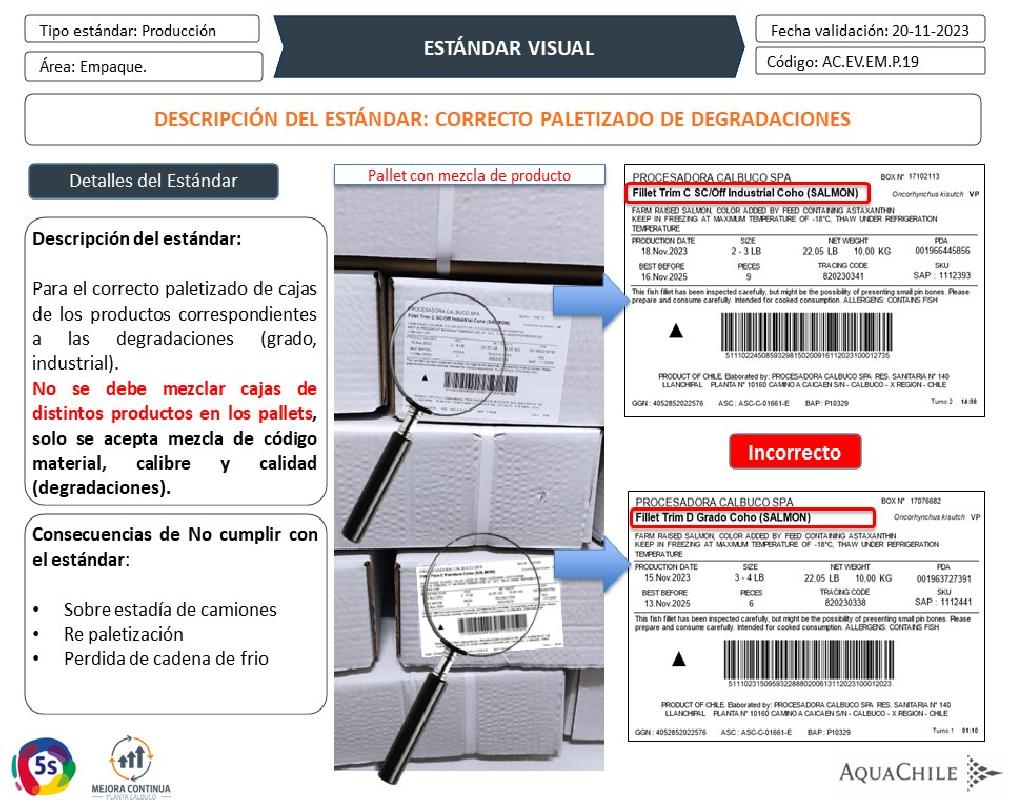 Tipo estándar: Producción
Área: Empaque.
ESTÁNDAR VISUAL
Fecha validación: 20-11-2023
Código: AC.EV.EM.P.19
DESCRIPCIÓN DEL ESTÁNDAR: CORRECTO PALETIZADO DE DEGRADACIONES
Detalles del Estándar
Descripción del estándar:
Para el correcto paletizado de cajas
de los productos correspondientes
a las degradaciones (grado,
industrial).
No se debe mezclar cajas de
distintos productos en los pallets,
solo se acepta mezcla de código
material, calibre y calidad
(degradaciones).
Consecuencias de No cumplir con
el estándar:
• Sobre estadía de camiones
• Re paletización
• Perdida de cadena de frio
Pallet con mezcla de producto
PROCESADORA CALBUCO SPA
BOX N° 17102113
Fillet Trim C SC/Off Industrial Coho (SALMON)
Oncorhynchus kisutch VP
FARM RAISED SALMON, COLOR ADDED BY FEED CONTAINING ASTAXANTHIN
KEEP IN FREEZING AT MAXIMUM TEMPERATURE OF -18°C, THAW UNDER REFRIGERATION
TEMPERATURE
PRODUCTION DATE SIZE NET WEIGHT PDA
18.Nov.2023 2 - 3 LB 22,05 LB 10,00 KG 001966445856
BEST BEFORE PIECES TRACING CODE SKU
16.Nov.2025 9 820230341 SAP : 1112393
This fish fillet has been inspected carefully, but might be the possibility of presenting small pin bones. Please
prepare and consume carefully. Intended for cooked consumption. ALLERGENS: CONTAINS FISH
PRODUCT OF CHILE. Elaborated by: PROCESADORA CALBUCO SPA RES. SANITARIA N° 140
LLANCHIPAL PLANTA N° 10160 CAMINO A CAICAEN S/N - CALBUCO - X REGION - CHILE
GGN : 4052852022576 ASC : ASC-C-01661-E BAP : P10329 Turno: 2 14:08
Incorrecto
PROCESADORA CALBUCO SPA
BOX N° 17076682
Fillet Trim D Grado Coho (SALMON)
Oncorhynchus kisutch VP
FARM RAISED SALMON, COLOR ADDED BY FEED CONTAINING ASTAXANTHIN
KEEP IN FREEZING AT MAXIMUM TEMPERATURE OF -18°C, THAW UNDER REFRIGERATION
TEMPERATURE
PRODUCTION DATE SIZE NET WEIGHT PDA
15.Nov.2023 3 - 4 LB 22,05 LB 10,00 KG 001963727391
BEST BEFORE PIECES TRACING CODE SKU
13.Nov.2025 6 820230338 SAP : 1112441
This fish fillet has been inspected carefully, but might be the possibility of presenting small pin bones. Please
prepare and consume carefully. Intended for cooked consumption. ALLERGENS: CONTAINS FISH
PRODUCT OF CHILE. Elaborated by: PROCESADORA CALBUCO SPA RES. SANITARIA N° 140
LLANCHIPAL PLANTA N° 10160 CAMINO A CAICAEN S/N - CALBUCO - X REGION - CHILE
GGN : 4052852022576 ASC : ASC-C-01661-E BAP : P10329 Turno: 1 01:10
5s
MEJORA CONTINUA
PLANTA CALBUCO
AQUACHILE